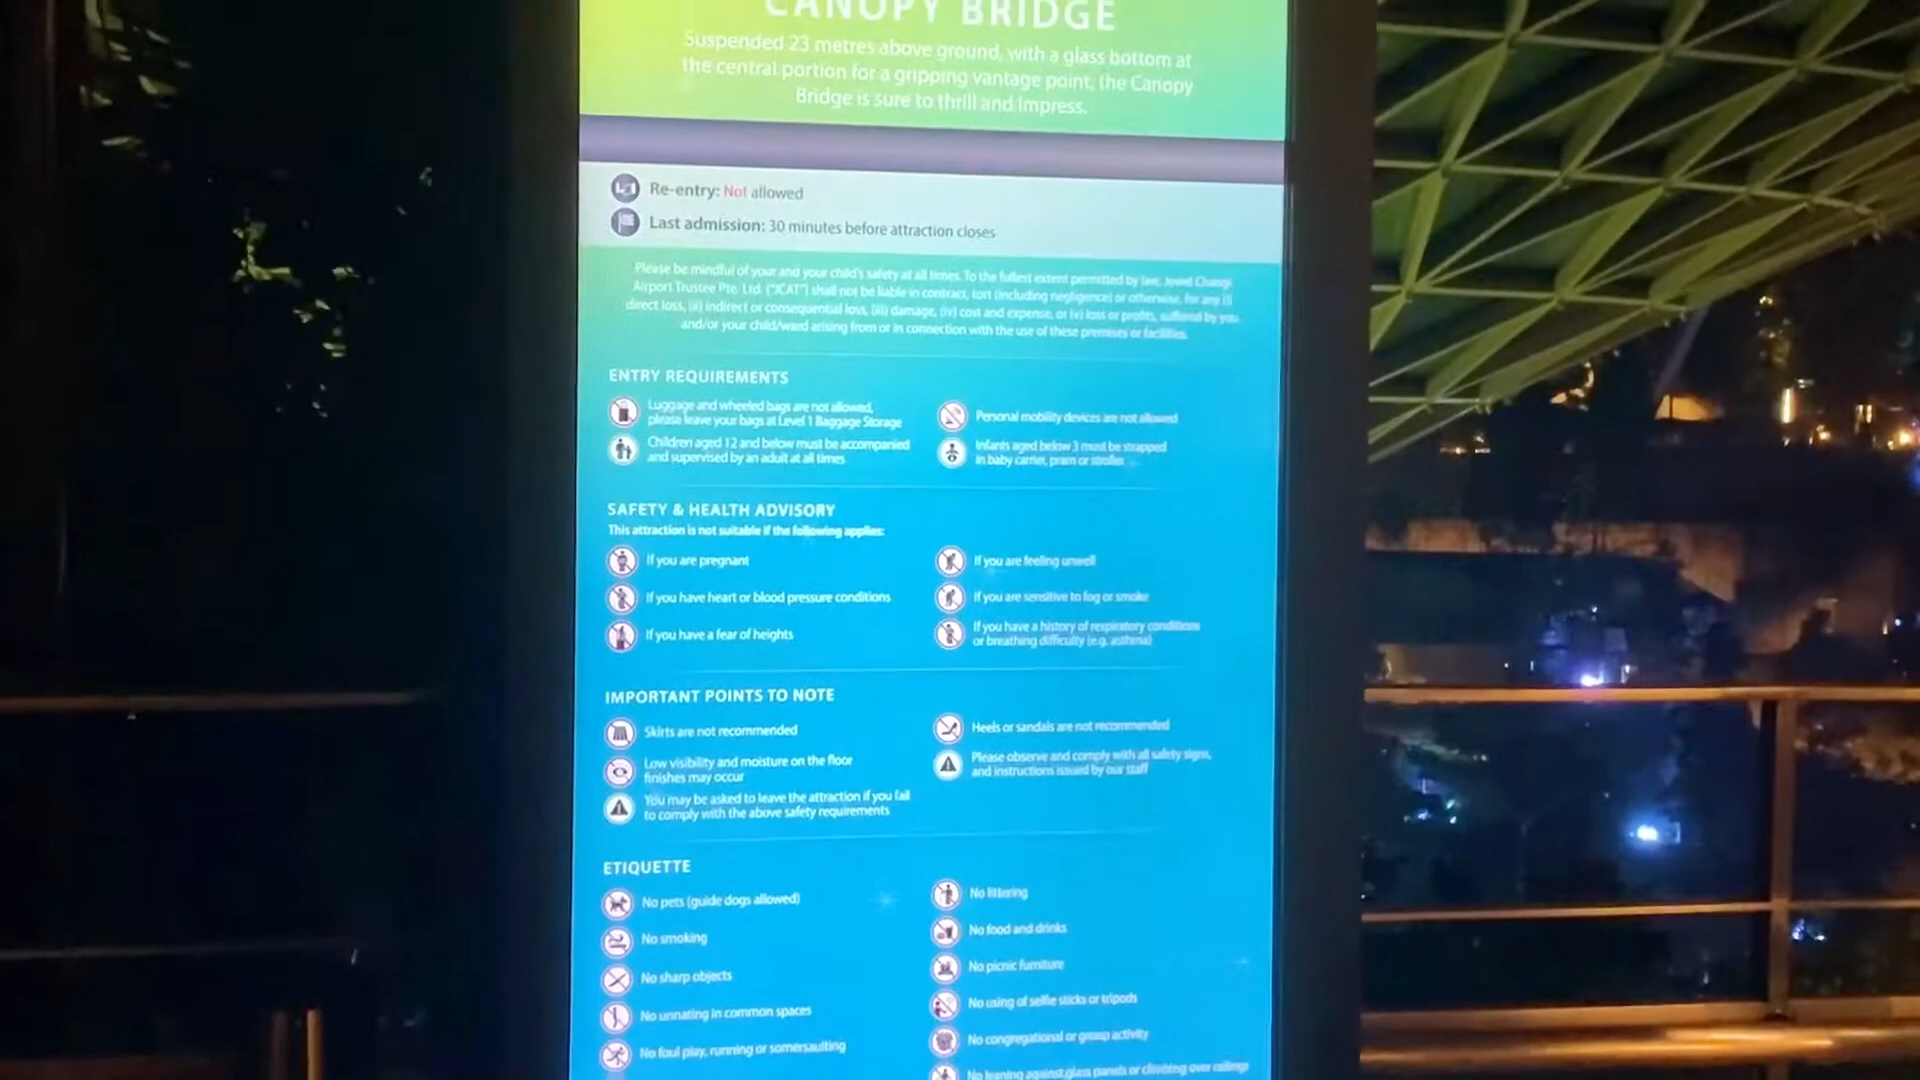 CANOPY BRIDGE
Suspended 23 metres above ground, with a glass bottom at
the central portion for a gripping vantage point, the Canopy
Bridge is sure to thrill and impress.
Re-entry: Not allowed
Last admission: 30 minutes before attraction closes
Please be mindful of your and your child's safety at all times. To the fullest extent permitted by law, Jewel Changi
Airport Trustee Pte. Ltd. ("JCAT") shall not be liable in contract, tort (including negligence) or otherwise, for any (i)
direct loss, (ii) indirect or consequential loss, (iii) damage, (iv) cost and expense, or (v) loss or profits, suffered by you
and/or your child/ward arising from or in connection with the use of these premises or facilities.
ENTRY REQUIREMENTS
Luggage and wheeled bags are not allowed,
please leave your bags at Level 1 Baggage Storage
Children aged 12 and below must be accompanied
and supervised by an adult at all times
Personal mobility devices are not allowed
Infants aged below 3 must be strapped
in baby carrier, pram or stroller
SAFETY & HEALTH ADVISORY
This attraction is not suitable if the following applies:
If you are pregnant
If you have heart or blood pressure conditions
If you have a fear of heights
If you are feeling unwell
If you are sensitive to fog or smoke
If you have a history of respiratory conditions
or breathing difficulty (e.g. asthma)
IMPORTANT POINTS TO NOTE
Skirts are not recommended
Low visibility and moisture on the floor
finishes may occur
You may be asked to leave the attraction if you fail
to comply with the above safety requirements
Heels or sandals are not recommended
Please observe and comply with all safety signs,
and instructions issued by our staff
ETIQUETTE
No pets (guide dogs allowed)
No smoking
No sharp objects
No urinating in common spaces
No foul play, running or somersaulting
No littering
No food and drinks
No picnic furniture
No using of selfie sticks or tripods
No congregational or group activity
No leaning against glass panels or climbing over railings